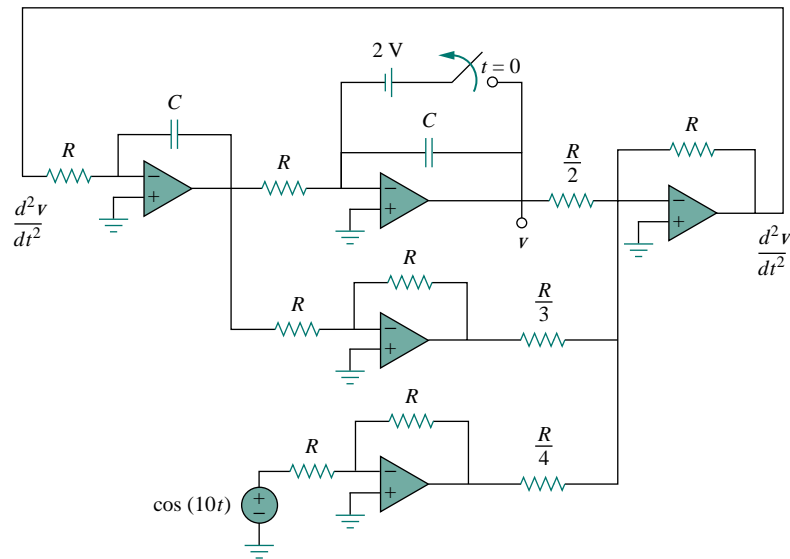 2 V
t = 0
C
C
R
R
R/2
R
− +
− +
− +
d²v/dt²
v
d²v/dt²
R
R
R/3
− +
R
R
R/4
− +
cos (10t)
+ −